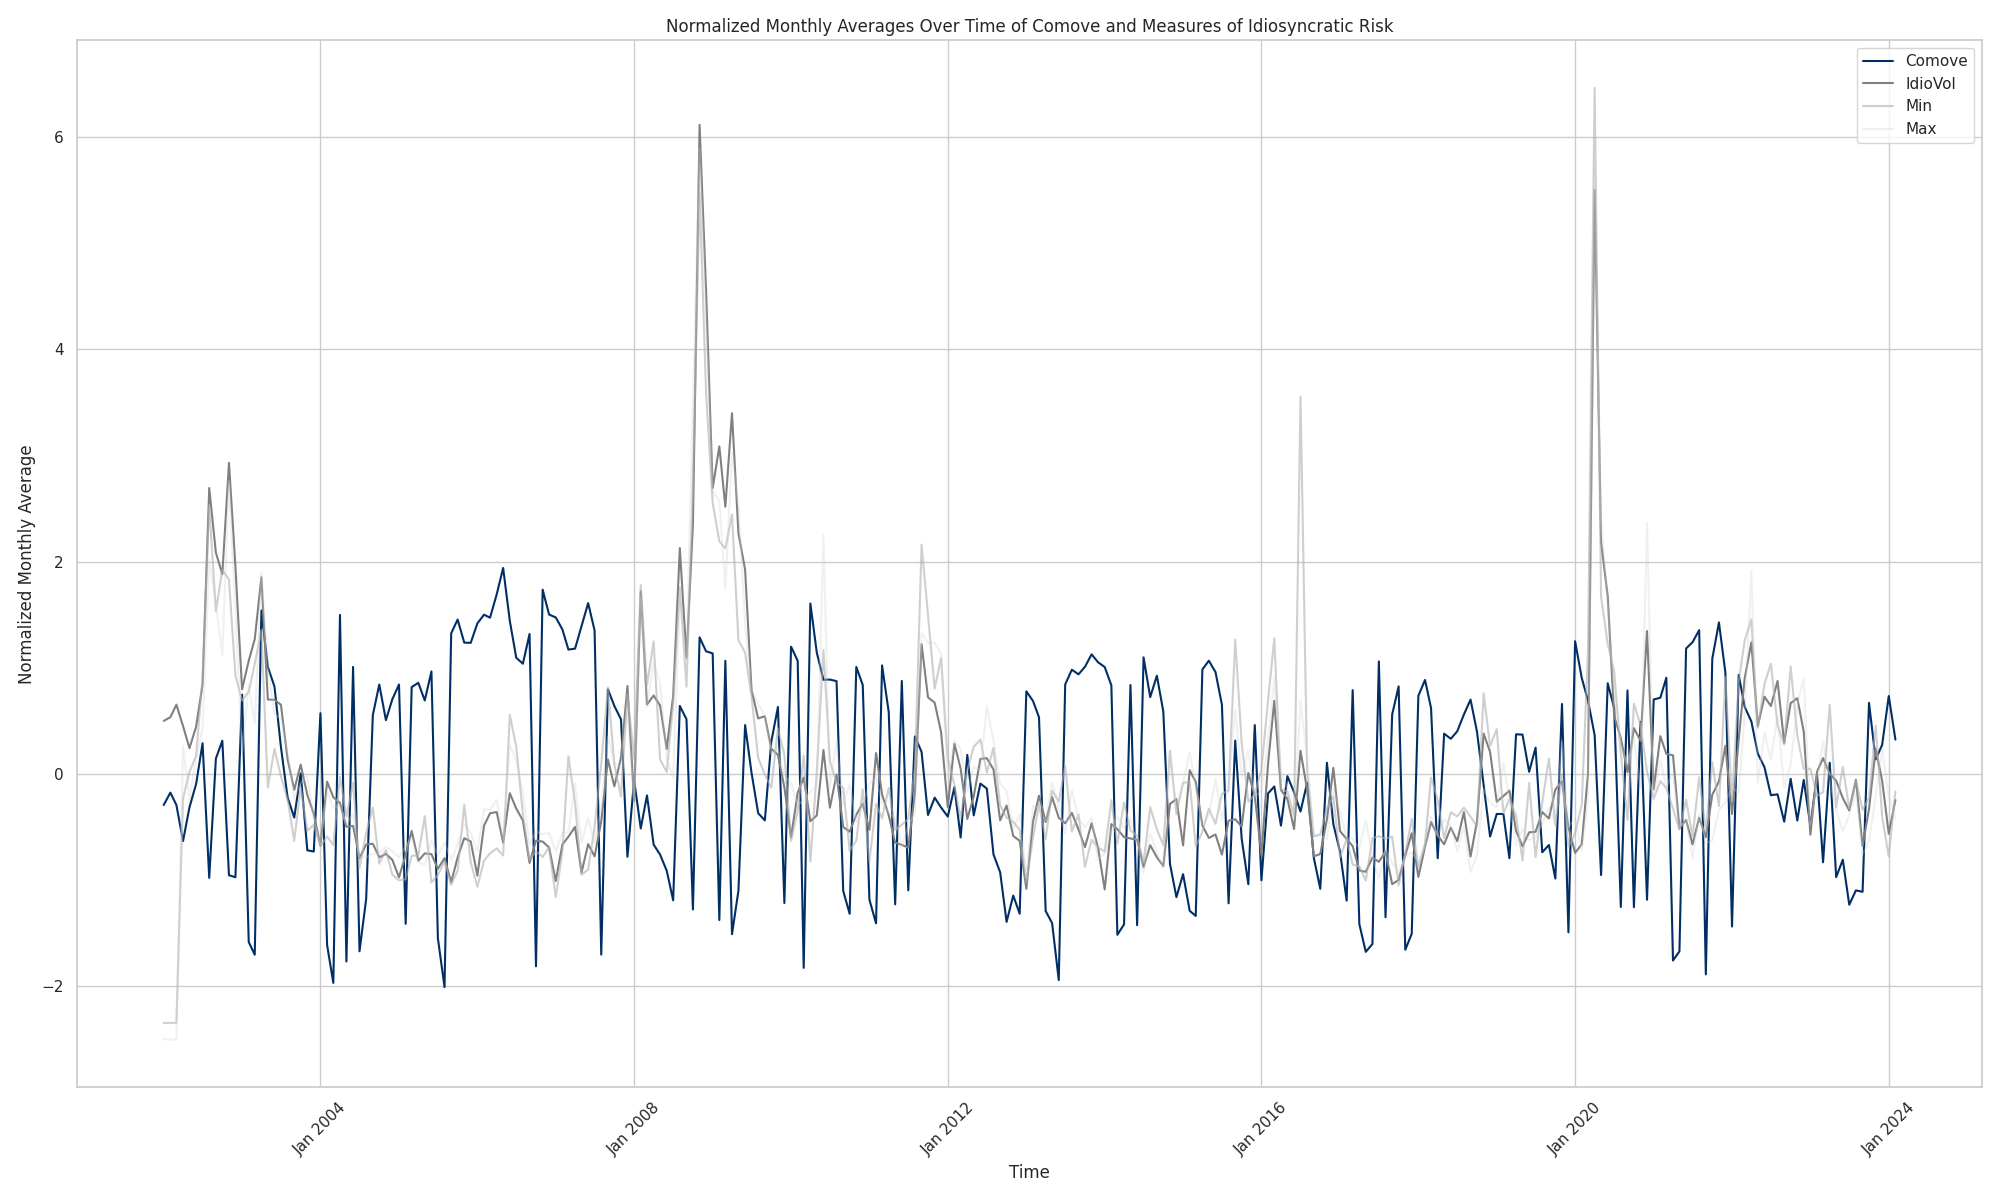 Normalized Monthly Averages Over Time of Comove and Measures of Idiosyncratic Risk
Comove
IdioVol
Min
Max
Normalized Monthly Average
6
4
2
0
−2
Jan 2004
Jan 2008
Jan 2012
Jan 2016
Jan 2020
Jan 2024
Time